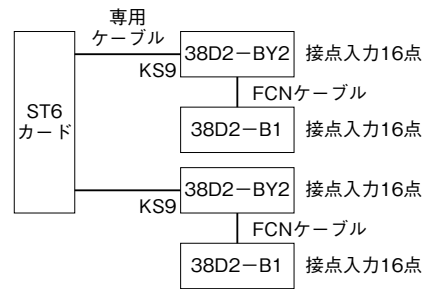 専用
ケーブル
KS9
38D2−BY2 接点入力16点
FCNケーブル
ST6
カード
38D2−B1 接点入力16点
38D2−BY2 接点入力16点
KS9
FCNケーブル
38D2−B1 接点入力16点